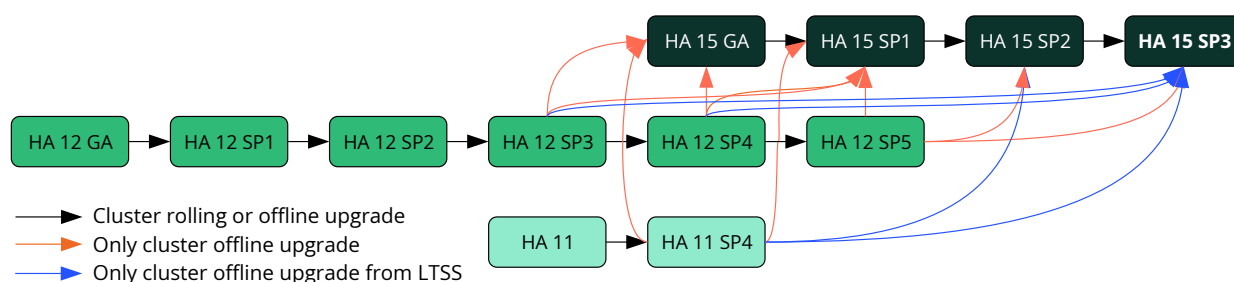 HA 15 GA
HA 15 SP1
HA 15 SP2
HA 15 SP3
HA 12 GA
HA 12 SP1
HA 12 SP2
HA 12 SP3
HA 12 SP4
HA 12 SP5
HA 11
HA 11 SP4
Cluster rolling or offline upgrade
Only cluster offline upgrade
Only cluster offline upgrade from LTSS